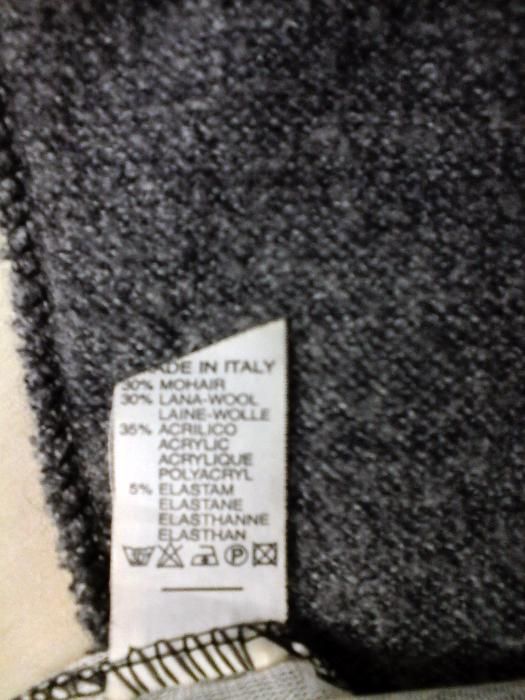 MADE IN ITALY
30% MOHAIR
30% LANA-WOOL
LAINE-WOLLE
35% ACRILICO
ACRYLIC
ACRYLIQUE
POLYACRYL
5% ELASTAM
ELASTANE
ELASTHANNE
ELASTHAN
P